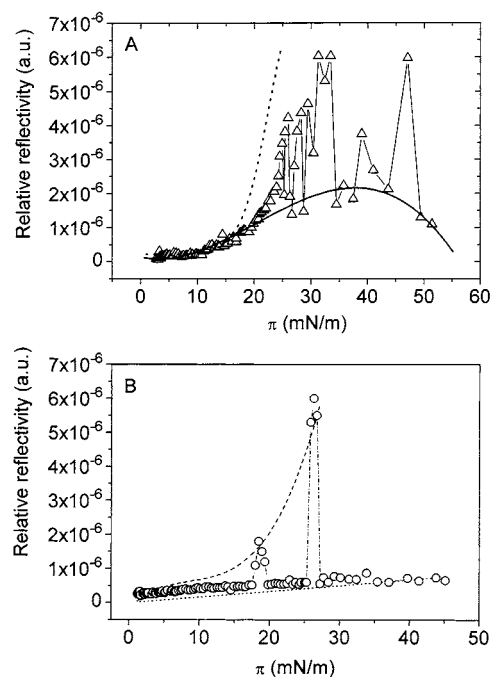 A
Relative reflectivity (a.u.)
7x10⁻⁶
6x10⁻⁶
5x10⁻⁶
4x10⁻⁶
3x10⁻⁶
2x10⁻⁶
1x10⁻⁶
0
0 10 20 30 40 50 60
π (mN/m)
B
Relative reflectivity (a.u.)
7x10⁻⁶
6x10⁻⁶
5x10⁻⁶
4x10⁻⁶
3x10⁻⁶
2x10⁻⁶
1x10⁻⁶
0
0 10 20 30 40 50
π (mN/m)